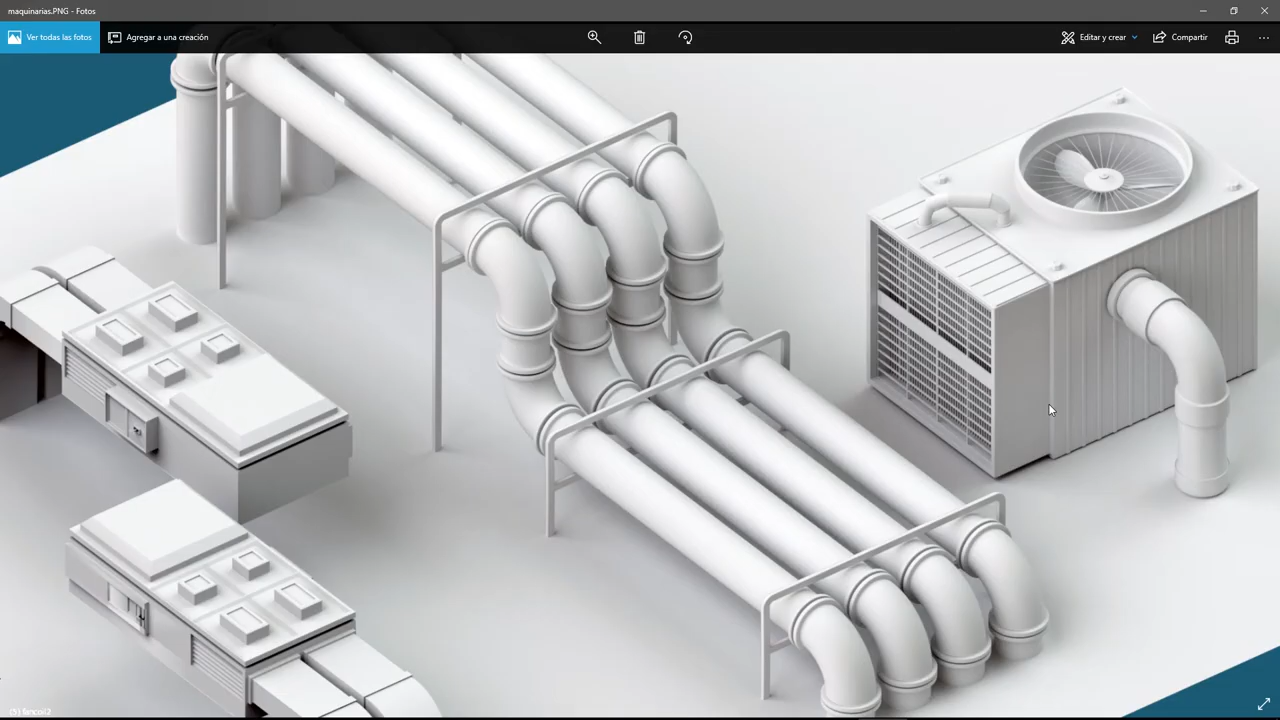 maquinarias.PNG - Fotos
Ver todas las fotos
Agregar a una creación
Editar y crear
Compartir